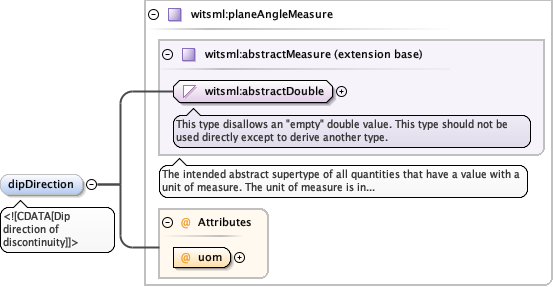 witsml:planeAngleMeasure
witsml:abstractMeasure (extension base)
witsml:abstractDouble
This type disallows an "empty" double value. This type should not be
used directly except to derive another type.
The intended abstract supertype of all quantities that have a value with a
unit of measure. The unit of measure is in...
dipDirection
<![CDATA[Dip
direction of
discontinuity]]>
@ Attributes
@ uom